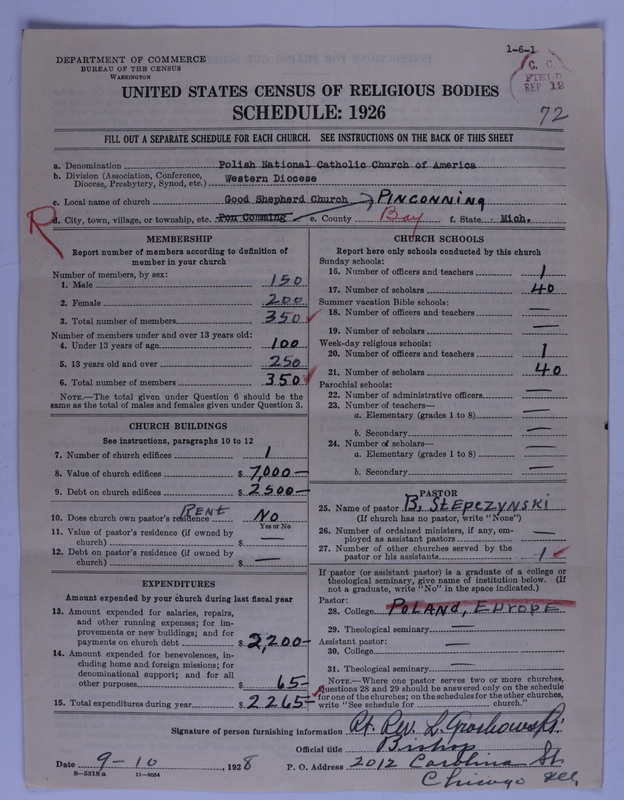 1-6-1
DEPARTMENT OF COMMERCE
BUREAU OF THE CENSUS
WASHINGTON
C. C.
FIELD
SEP 12
UNITED STATES CENSUS OF RELIGIOUS BODIES
SCHEDULE: 1926
72
FILL OUT A SEPARATE SCHEDULE FOR EACH CHURCH. SEE INSTRUCTIONS ON THE BACK OF THIS SHEET
a. Denomination Polish National Catholic Church of America
b. Division (Association, Conference, Diocese, Presbytery, Synod, etc.) Western Diocese
c. Local name of church Good Shepherd Church PINCONNING
R d. City, town, village, or township, etc. Pon Conning e. County Bay f. State Mich.
MEMBERSHIP
Report number of members according to definition of
member in your church
Number of members, by sex:
1. Male 150
2. Female 200
3. Total number of members 350
Number of members under and over 13 years old:
4. Under 13 years of age 100
5. 13 years old and over 250
6. Total number of members 350
NOTE.—The total given under Question 6 should be
same as the total of males and females given under Question 3.
CHURCH BUILDINGS
See instructions, paragraphs 10 to 12
7. Number of church edifices 1
8. Value of church edifices $ 7,000—
9. Debt on church edifices $ 2500—
RENT
10. Does church own pastor's residence No
Yes or No
11. Value of pastor's residence (if owned by
church) $ —
12. Debt on pastor's residence (if owned by
church) $ —
EXPENDITURES
Amount expended by your church during last fiscal year
13. Amount expended for salaries, repairs,
and other running expenses; for im-
provements or new buildings; and for
payments on church debt $ 2,200—
14. Amount expended for benevolences, in-
cluding home and foreign missions; for
denominational support; and for all
other purposes $ 65—
15. Total expenditures during year $ 2265—
CHURCH SCHOOLS
Report here only schools conducted by this church
Sunday schools:
16. Number of officers and teachers 1
17. Number of scholars 40
Summer vacation Bible schools:
18. Number of officers and teachers —
19. Number of scholars —
Week-day religious schools:
20. Number of officers and teachers 1
21. Number of scholars 40
Parochial schools:
22. Number of administrative officers —
23. Number of teachers—
a. Elementary (grades 1 to 8) —
b. Secondary —
24. Number of scholars—
a. Elementary (grades 1 to 8) —
b. Secondary —
PASTOR
25. Name of pastor B. STEPCZYNSKI
(If church has no pastor, write "None")
26. Number of ordained ministers, if any, em-
ployed as assistant pastors —
27. Number of other churches served by the
pastor or his assistants 1
If pastor (or assistant pastor) is a graduate of a college or
theological seminary, give name of institution below. (If
not a graduate, write "No" in the space indicated.)
Pastor:
28. College POLAND, EUROPE
29. Theological seminary —
Assistant pastor:
30. College —
31. Theological seminary —
NOTE.—Where one pastor serves two or more churches,
Questions 28 and 29 should be answered only on the schedule
for one of the churches; on the schedules for the other churches,
write "See schedule for church."
Signature of person furnishing information Rt. Rev. L. Grochowski
Official title Bishop
Date 9-10, 1928 P. O. Address 2012 Carolina St
8-5518 a 11-9054 Chicago Ill.